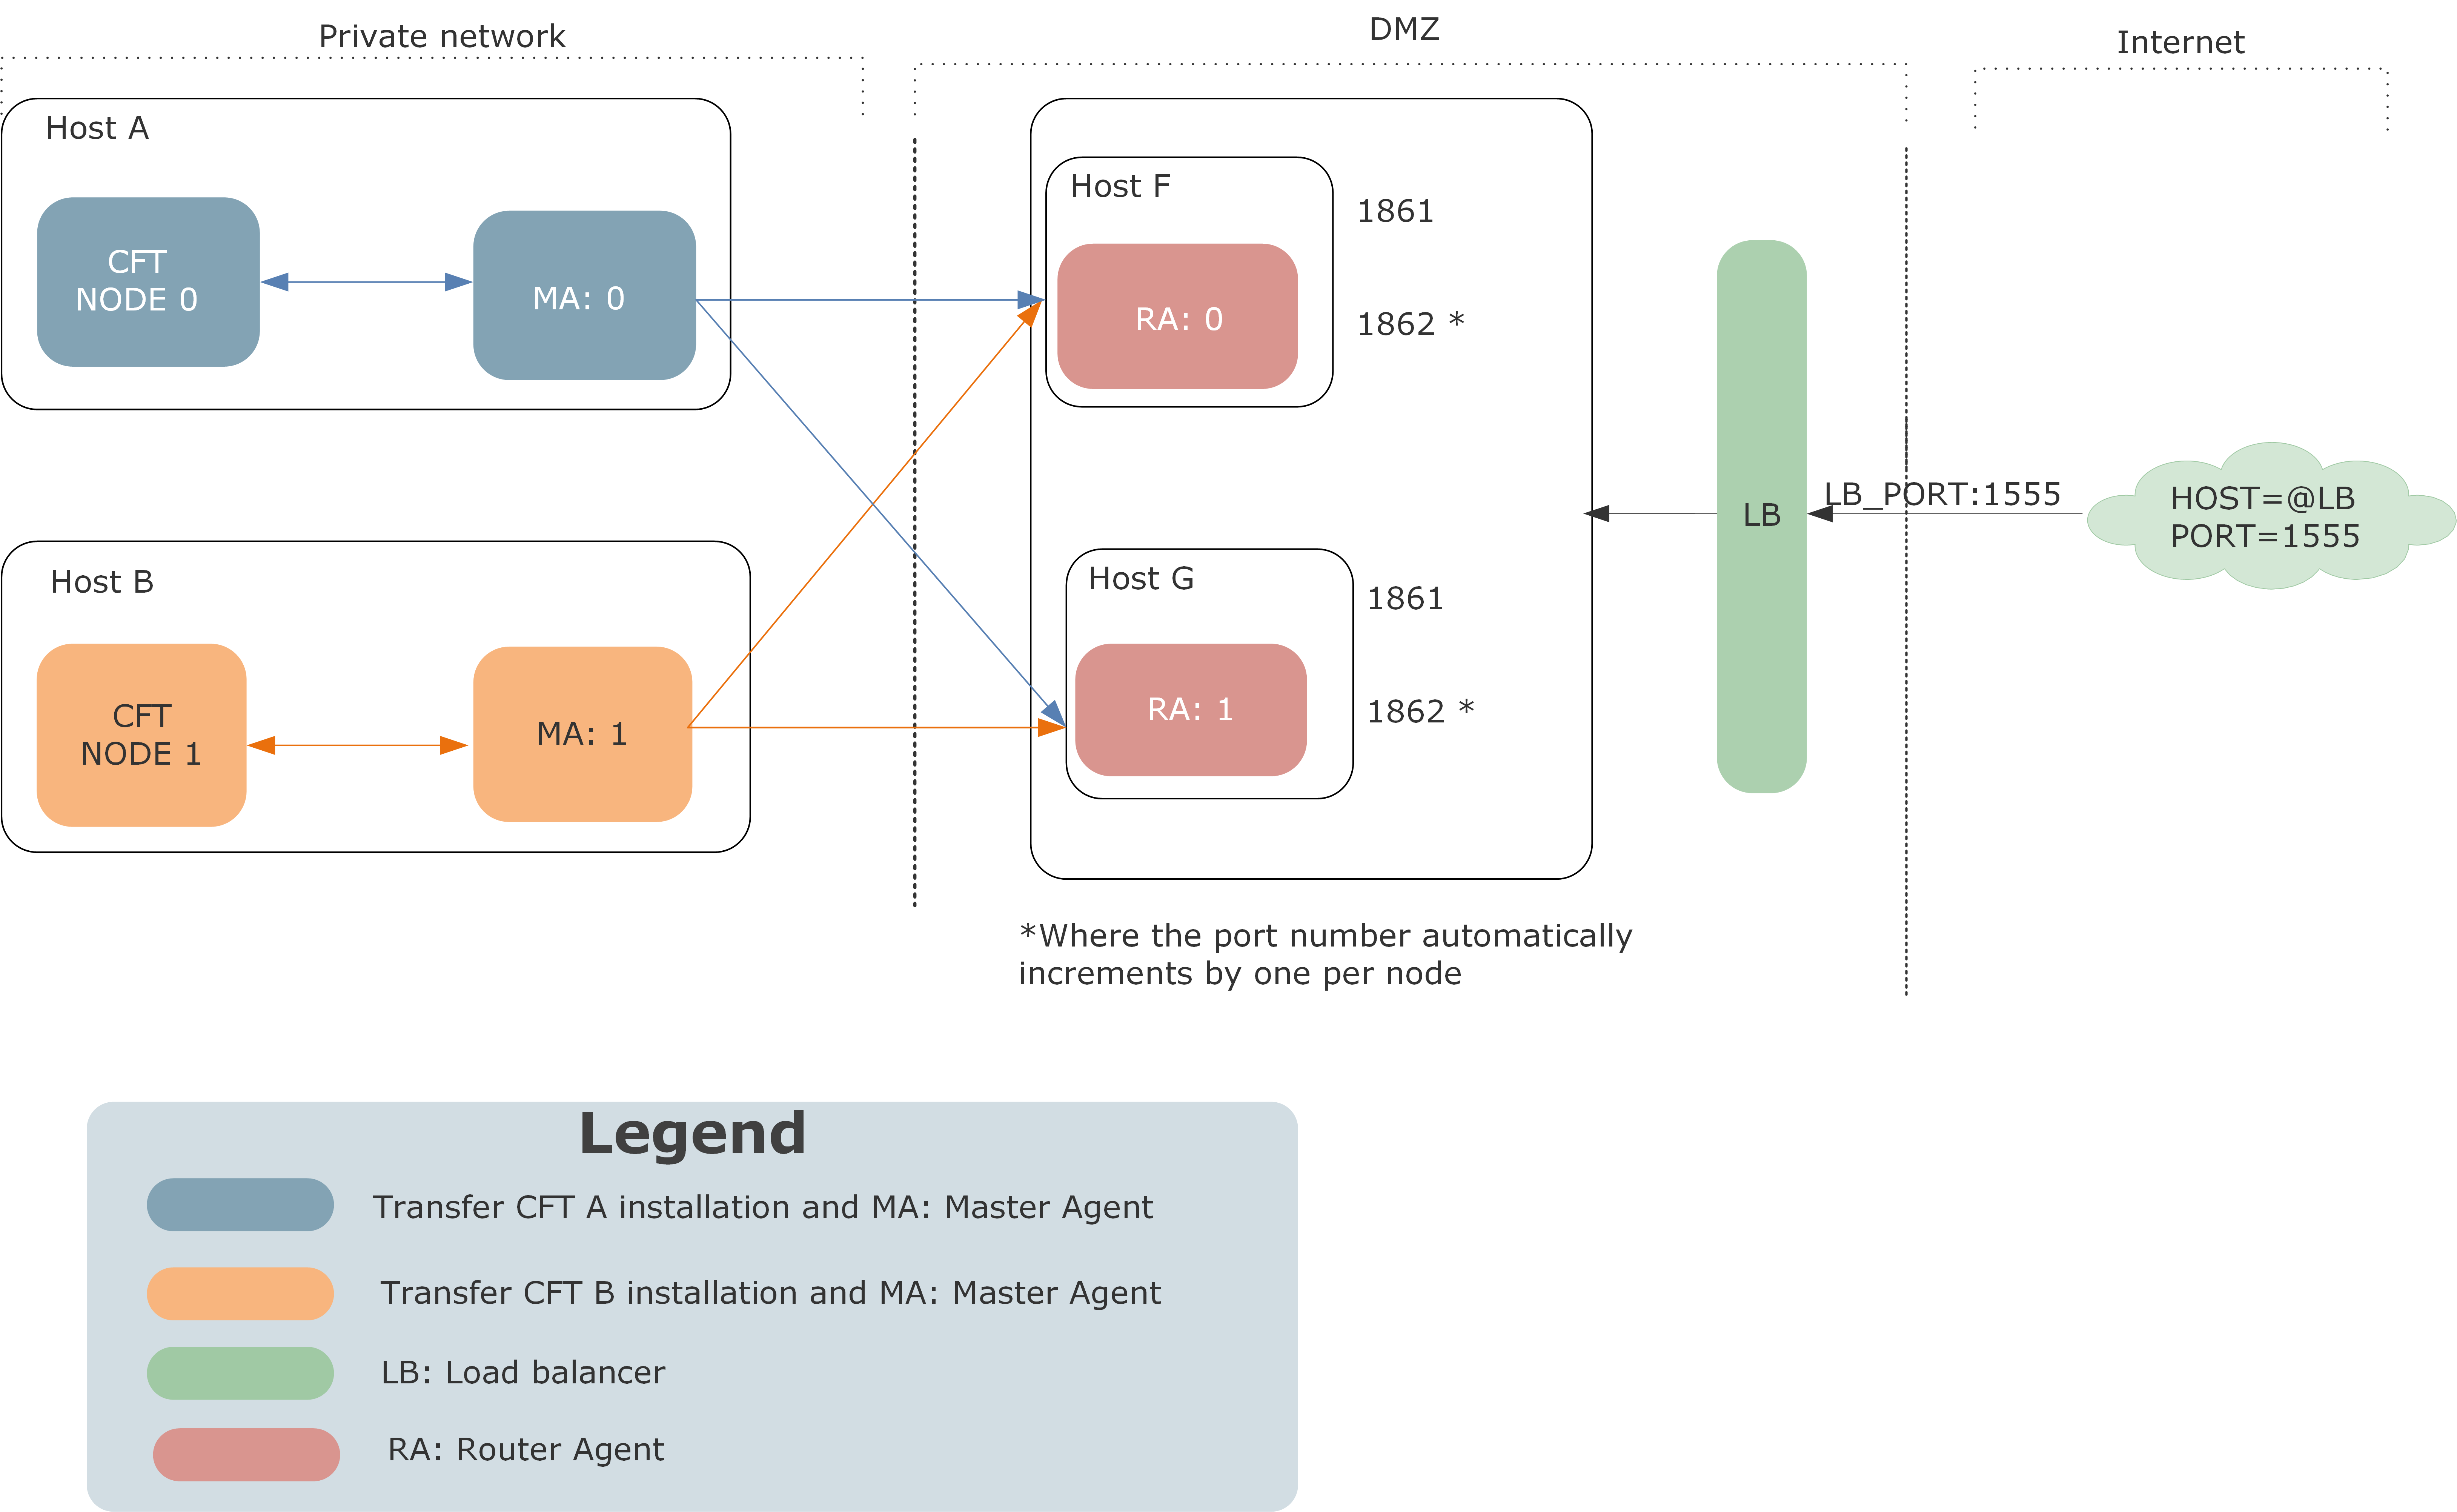 Private network
DMZ
Internet
Host A
CFT
NODE 0
MA: 0
Host F
RA: 0
1861
1862 *
Host B
CFT
NODE 1
MA: 1
Host G
RA: 1
1861
1862 *
LB
LB_PORT:1555
HOST=@LB
PORT=1555
*Where the port number automatically
increments by one per node
Legend
Transfer CFT A installation and MA: Master Agent
Transfer CFT B installation and MA: Master Agent
LB: Load balancer
RA: Router Agent